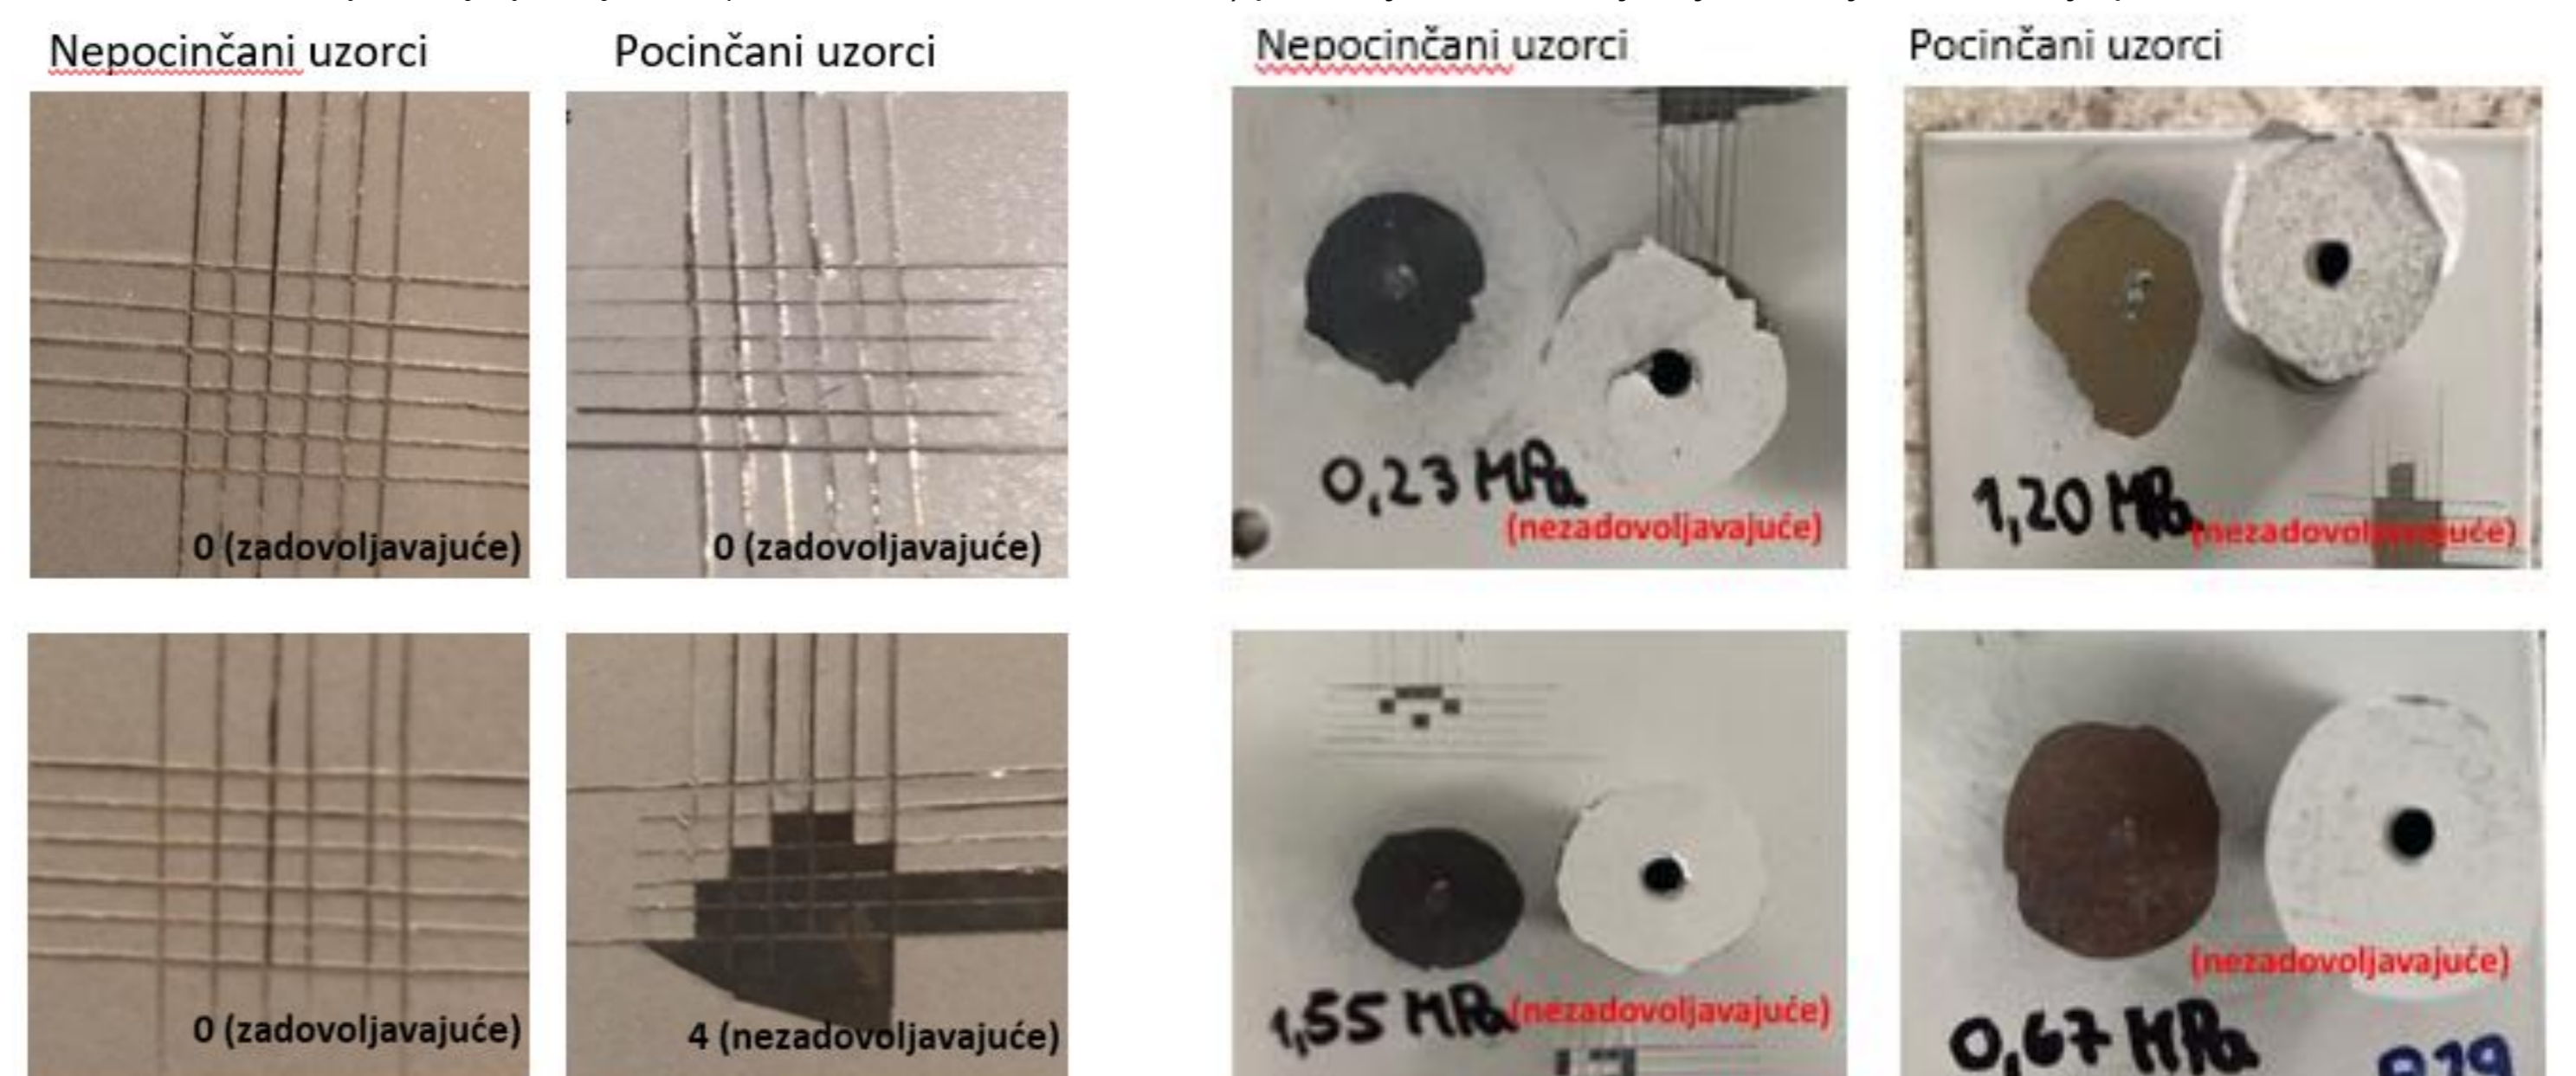 Nepocinčani uzorci
Pocinčani uzorci
Nepocinčani uzorci
Pocinčani uzorci
0 (zadovoljavajuće)
0 (zadovoljavajuće)
0,23 MPa
(nezadovoljavajuće)
1,20 MPa
(nezadovoljavajuće)
0 (zadovoljavajuće)
4 (nezadovoljavajuće)
1,55 MPa
(nezadovoljavajuće)
(nezadovoljavajuće)
0,67 MPa